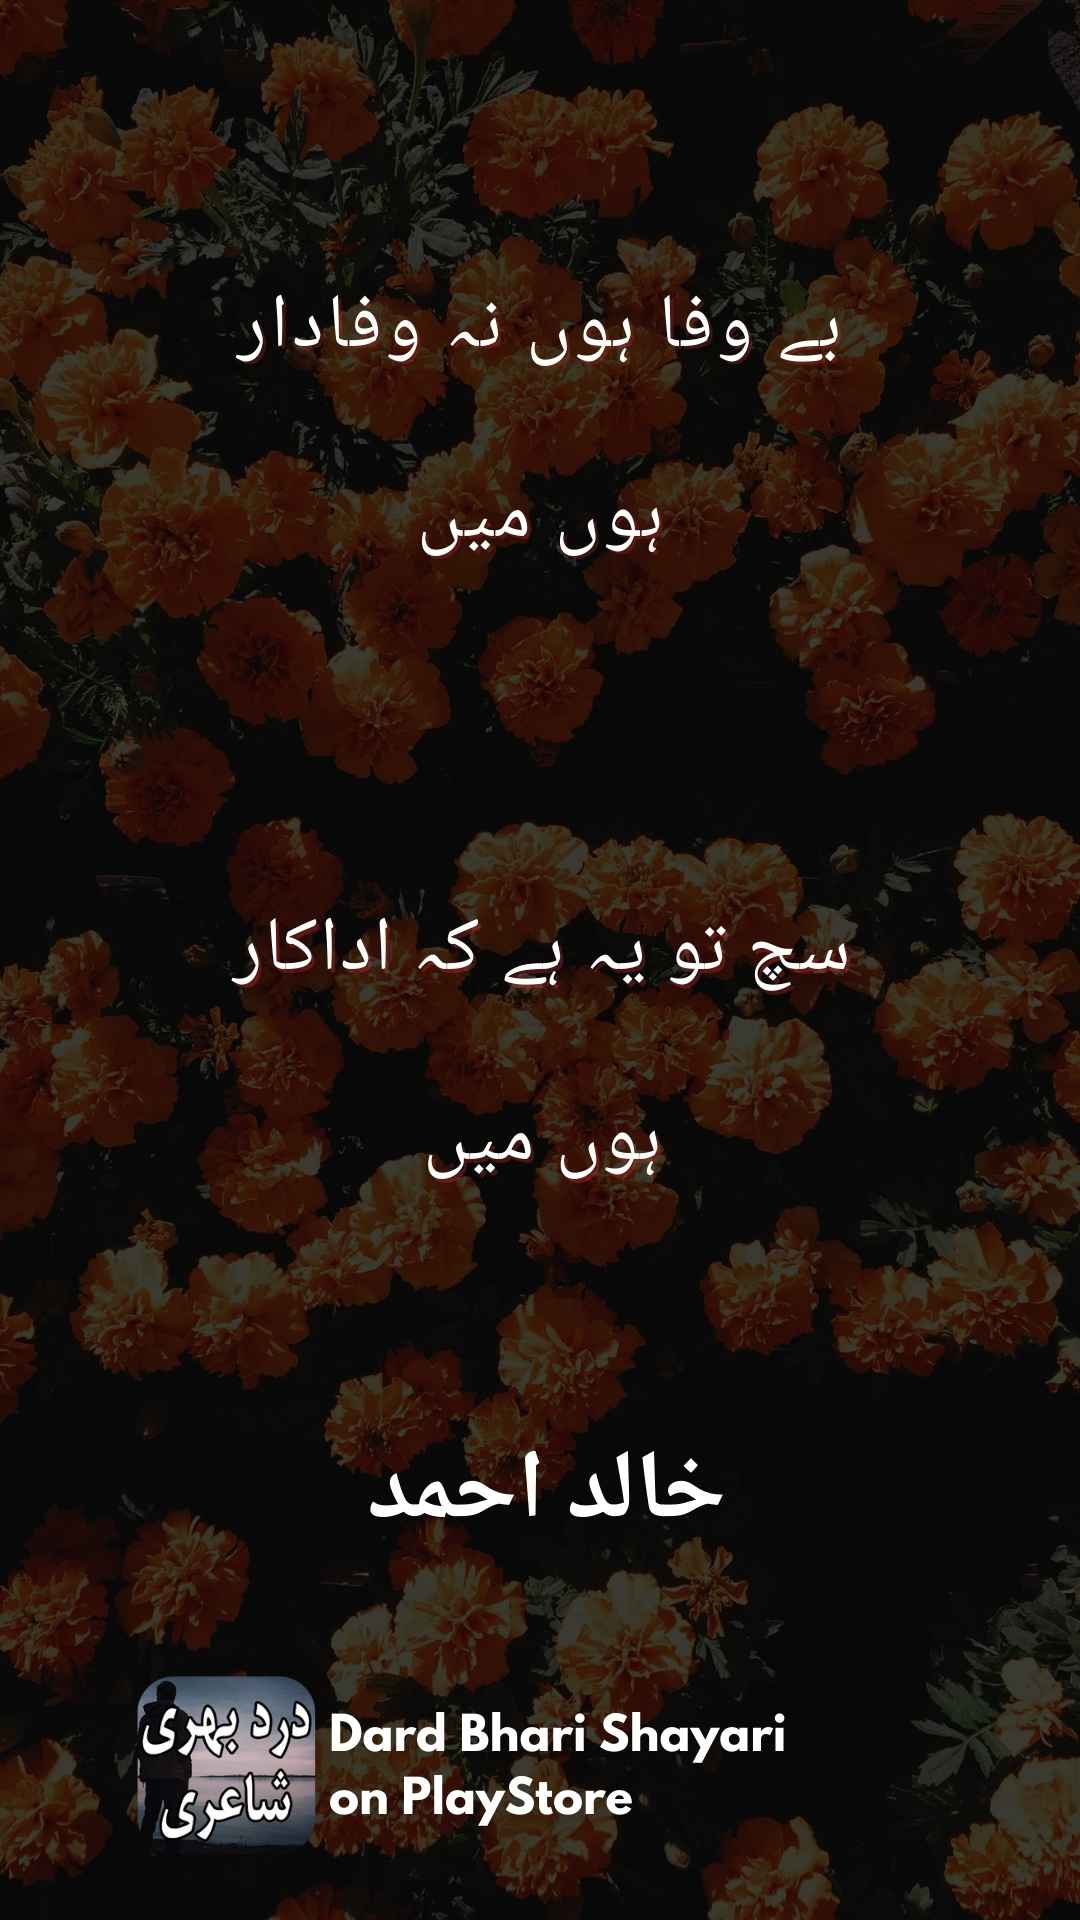 بے وفا ہوں نہ وفادار
ہوں میں
سچ تو یہ ہے کہ اداکار
ہوں میں
خالد احمد
درد بھری
شاعری
Dard Bhari Shayari
on PlayStore